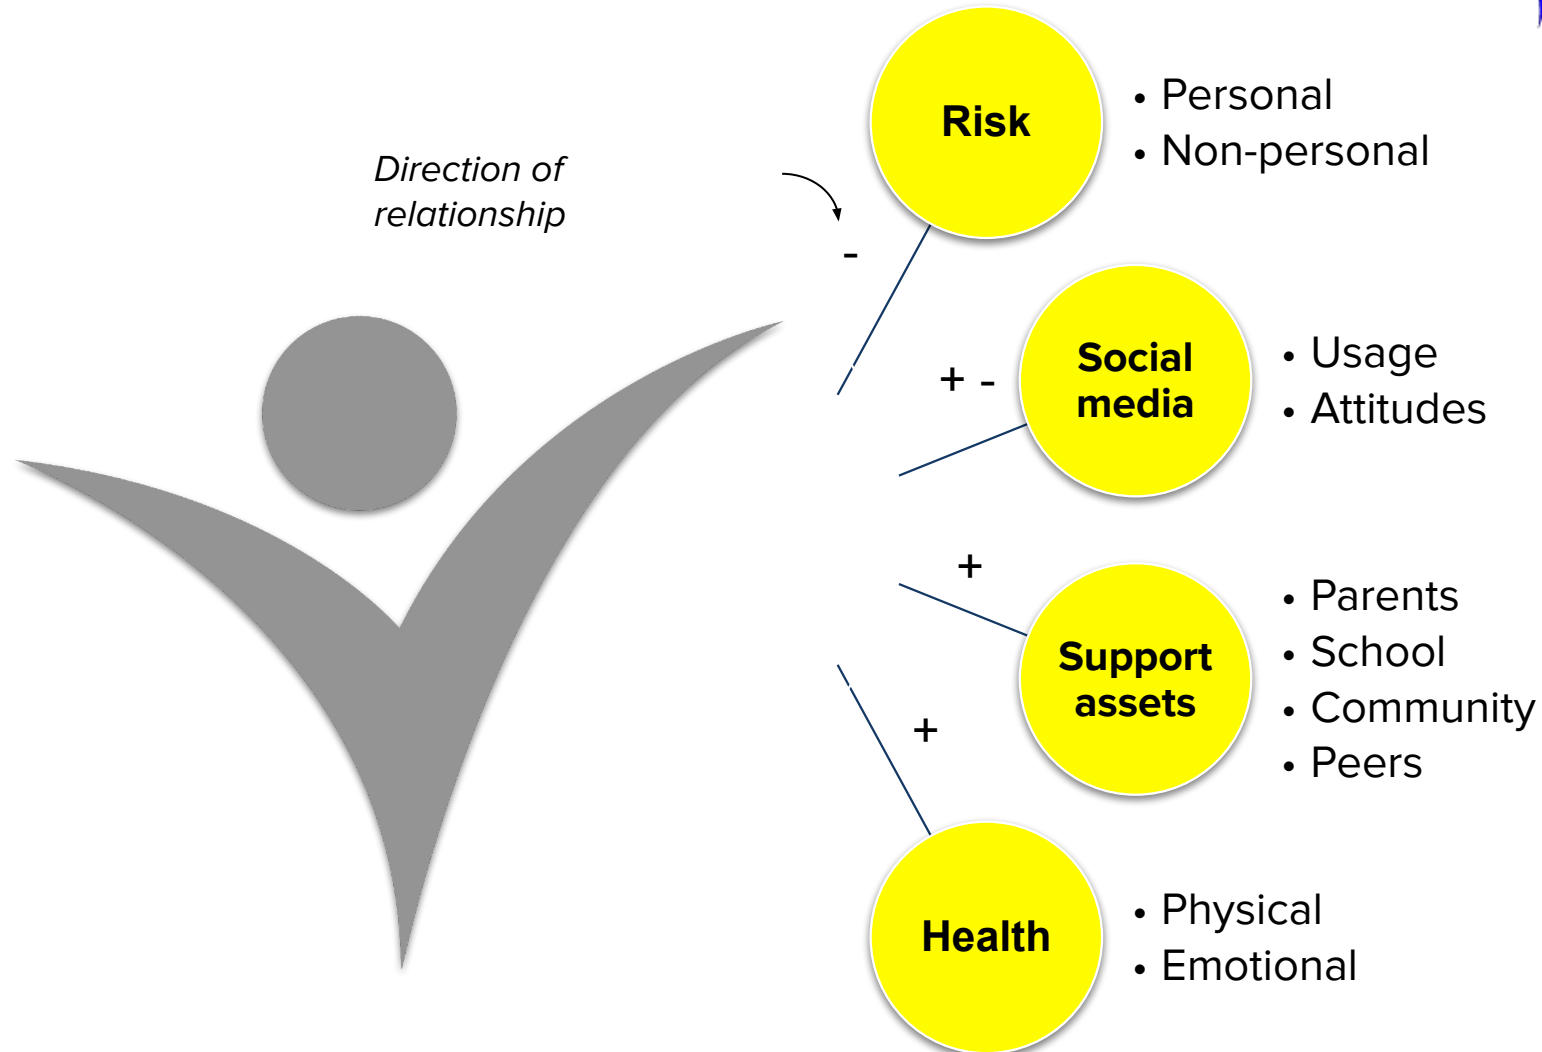 Risk
• Personal
• Non-personal
Direction of
relationship
-
+ -
Social
media
• Usage
• Attitudes
+
Support
assets
• Parents
• School
• Community
• Peers
+
Health
• Physical
• Emotional